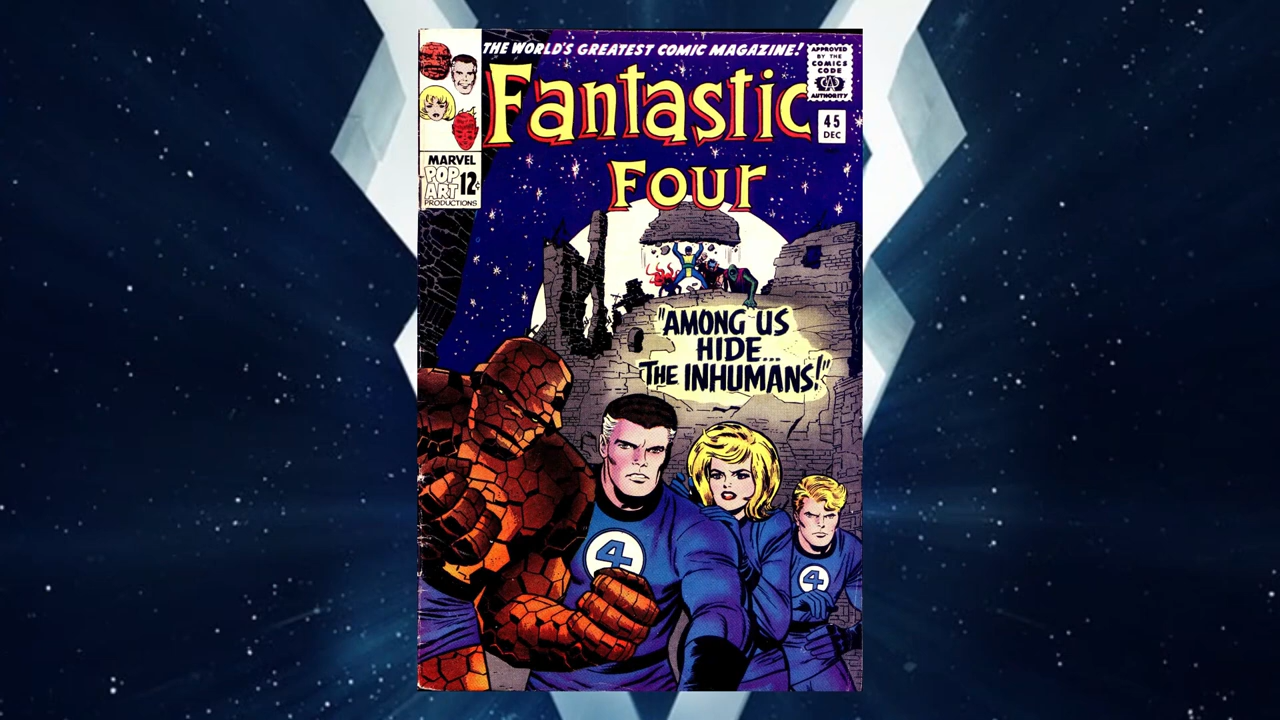 THE WORLD'S GREATEST COMIC MAGAZINE!
Fantastic
Four
APPROVED
BY THE
COMICS
CODE
CA
AUTHORITY
45
DEC
MARVEL
POP
ART 12¢
PRODUCTIONS
"AMONG US
HIDE...
THE INHUMANS!"
4
4